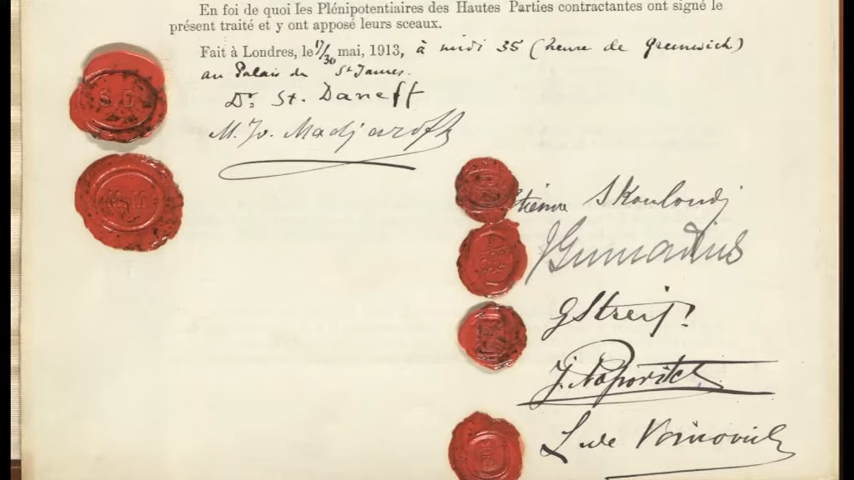 En foi de quoi les Plénipotentiaires des Hautes Parties contractantes ont signé le
présent traité et y ont apposé leurs sceaux.
Fait à Londres, le 17/30 mai, 1913, à midi 35 (heure de Greenwich)
au Palais de St James.
Dr. St. Daneff
M. Iv. Madjaroff
Etienne Skouloudj
J Gennadius
G Streit
J. Popovitch
L. de Voinovitch